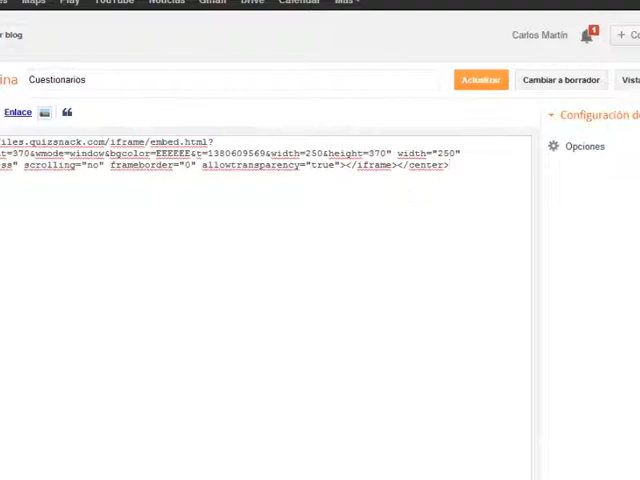 Maps Play YouTube Noticias Gmail Drive Calendar Más
r blog
Carlos Martín
1
+ Co
ina
Cuestionarios
Actualizar
Cambiar a borrador
Vista
Enlace
Configuración de
iles.quizsnack.com/iframe/embed.html?
t=370&wmode=window&bgcolor=EEEEEE&t=1380609569&width=250&height=370" width="250"
ss" scrolling="no" frameborder="0" allowtransparency="true"></iframe></center>
Opciones